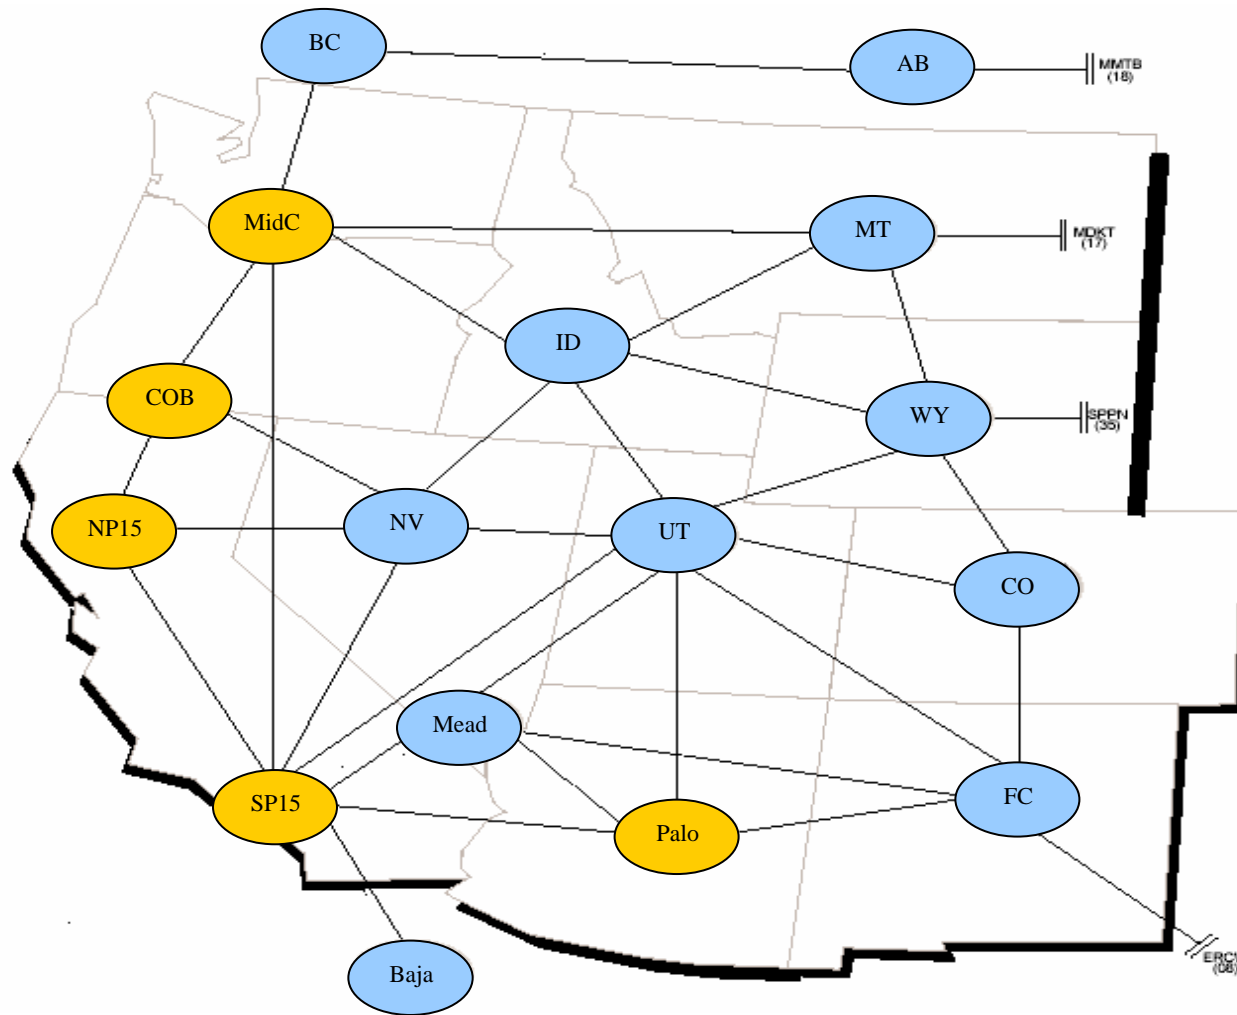 BC
AB
MMTB
(18)
MidC
MT
MDKT
(17)
ID
COB
WY
SPPN
(35)
NP15
NV
UT
CO
Mead
SP15
Palo
FC
Baja
(08)